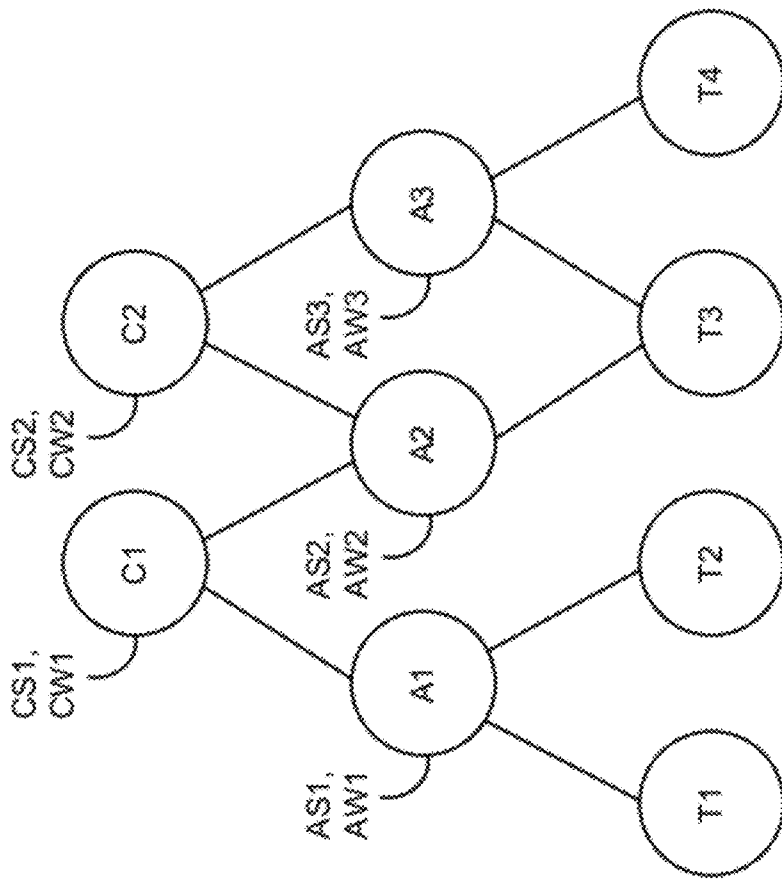 CS1,
CW1
C1
CS2,
CW2
C2
AS1,
AW1
A1
AS2,
AW2
A2
AS3,
AW3
A3
T1
T2
T3
T4